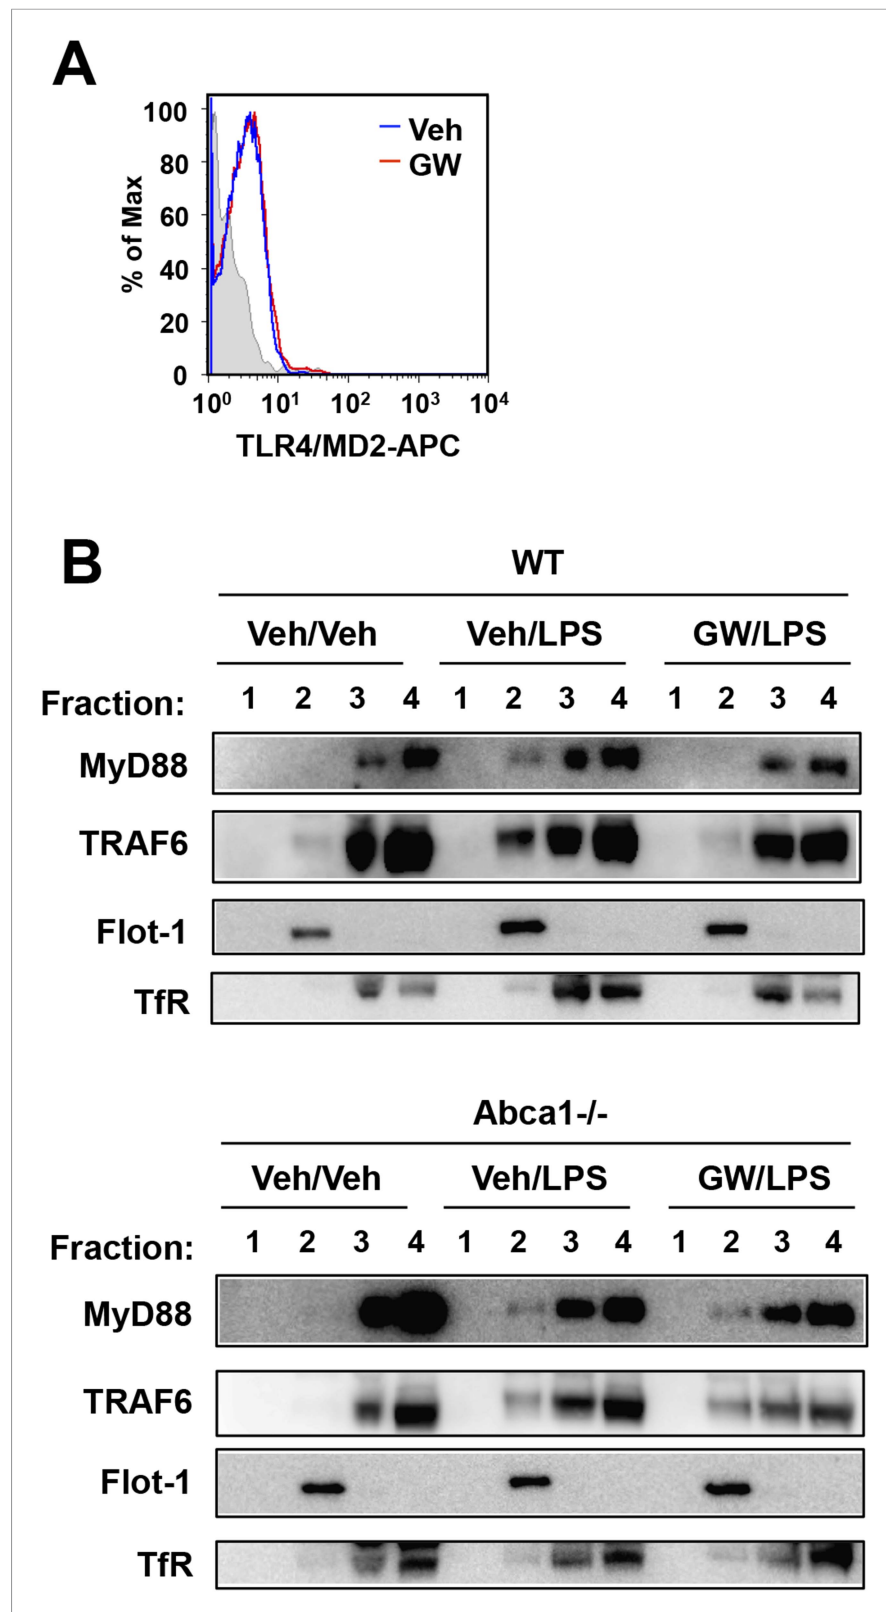 A
100
80
60
40
20
0
% of Max
Veh
GW
10⁰ 10¹ 10² 10³ 10⁴
TLR4/MD2-APC
B
WT
Veh/Veh Veh/LPS GW/LPS
Fraction: 1 2 3 4 1 2 3 4 1 2 3 4
MyD88
TRAF6
Flot-1
TfR
Abca1-/-
Veh/Veh Veh/LPS GW/LPS
Fraction: 1 2 3 4 1 2 3 4 1 2 3 4
MyD88
TRAF6
Flot-1
TfR